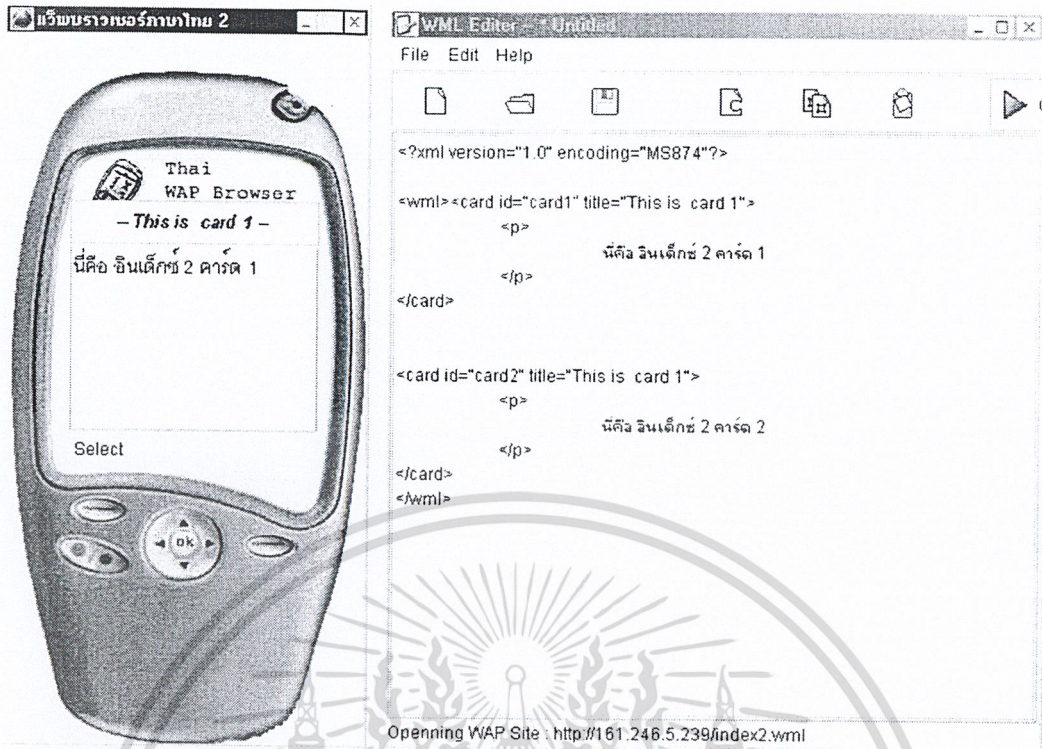 แว็พบราวเซอร์ภาษาไทย 2
Thai
WAP Browser
– This is card 1 –
นี่คือ อินเด็กซ์ 2 คาร์ด 1
Select
ok
WML Editer -- * Untitled
File Edit Help
<?xml version="1.0" encoding="MS874"?>
<wml><card id="card1" title="This is card 1">
<p>
นี่คือ อินเด็กซ์ 2 คาร์ด 1
</p>
</card>
<card id="card2" title="This is card 1">
<p>
นี่คือ อินเด็กซ์ 2 คาร์ด 2
</p>
</card>
</wml>
Openning WAP Site : http://161.246.5.239/index2.wml